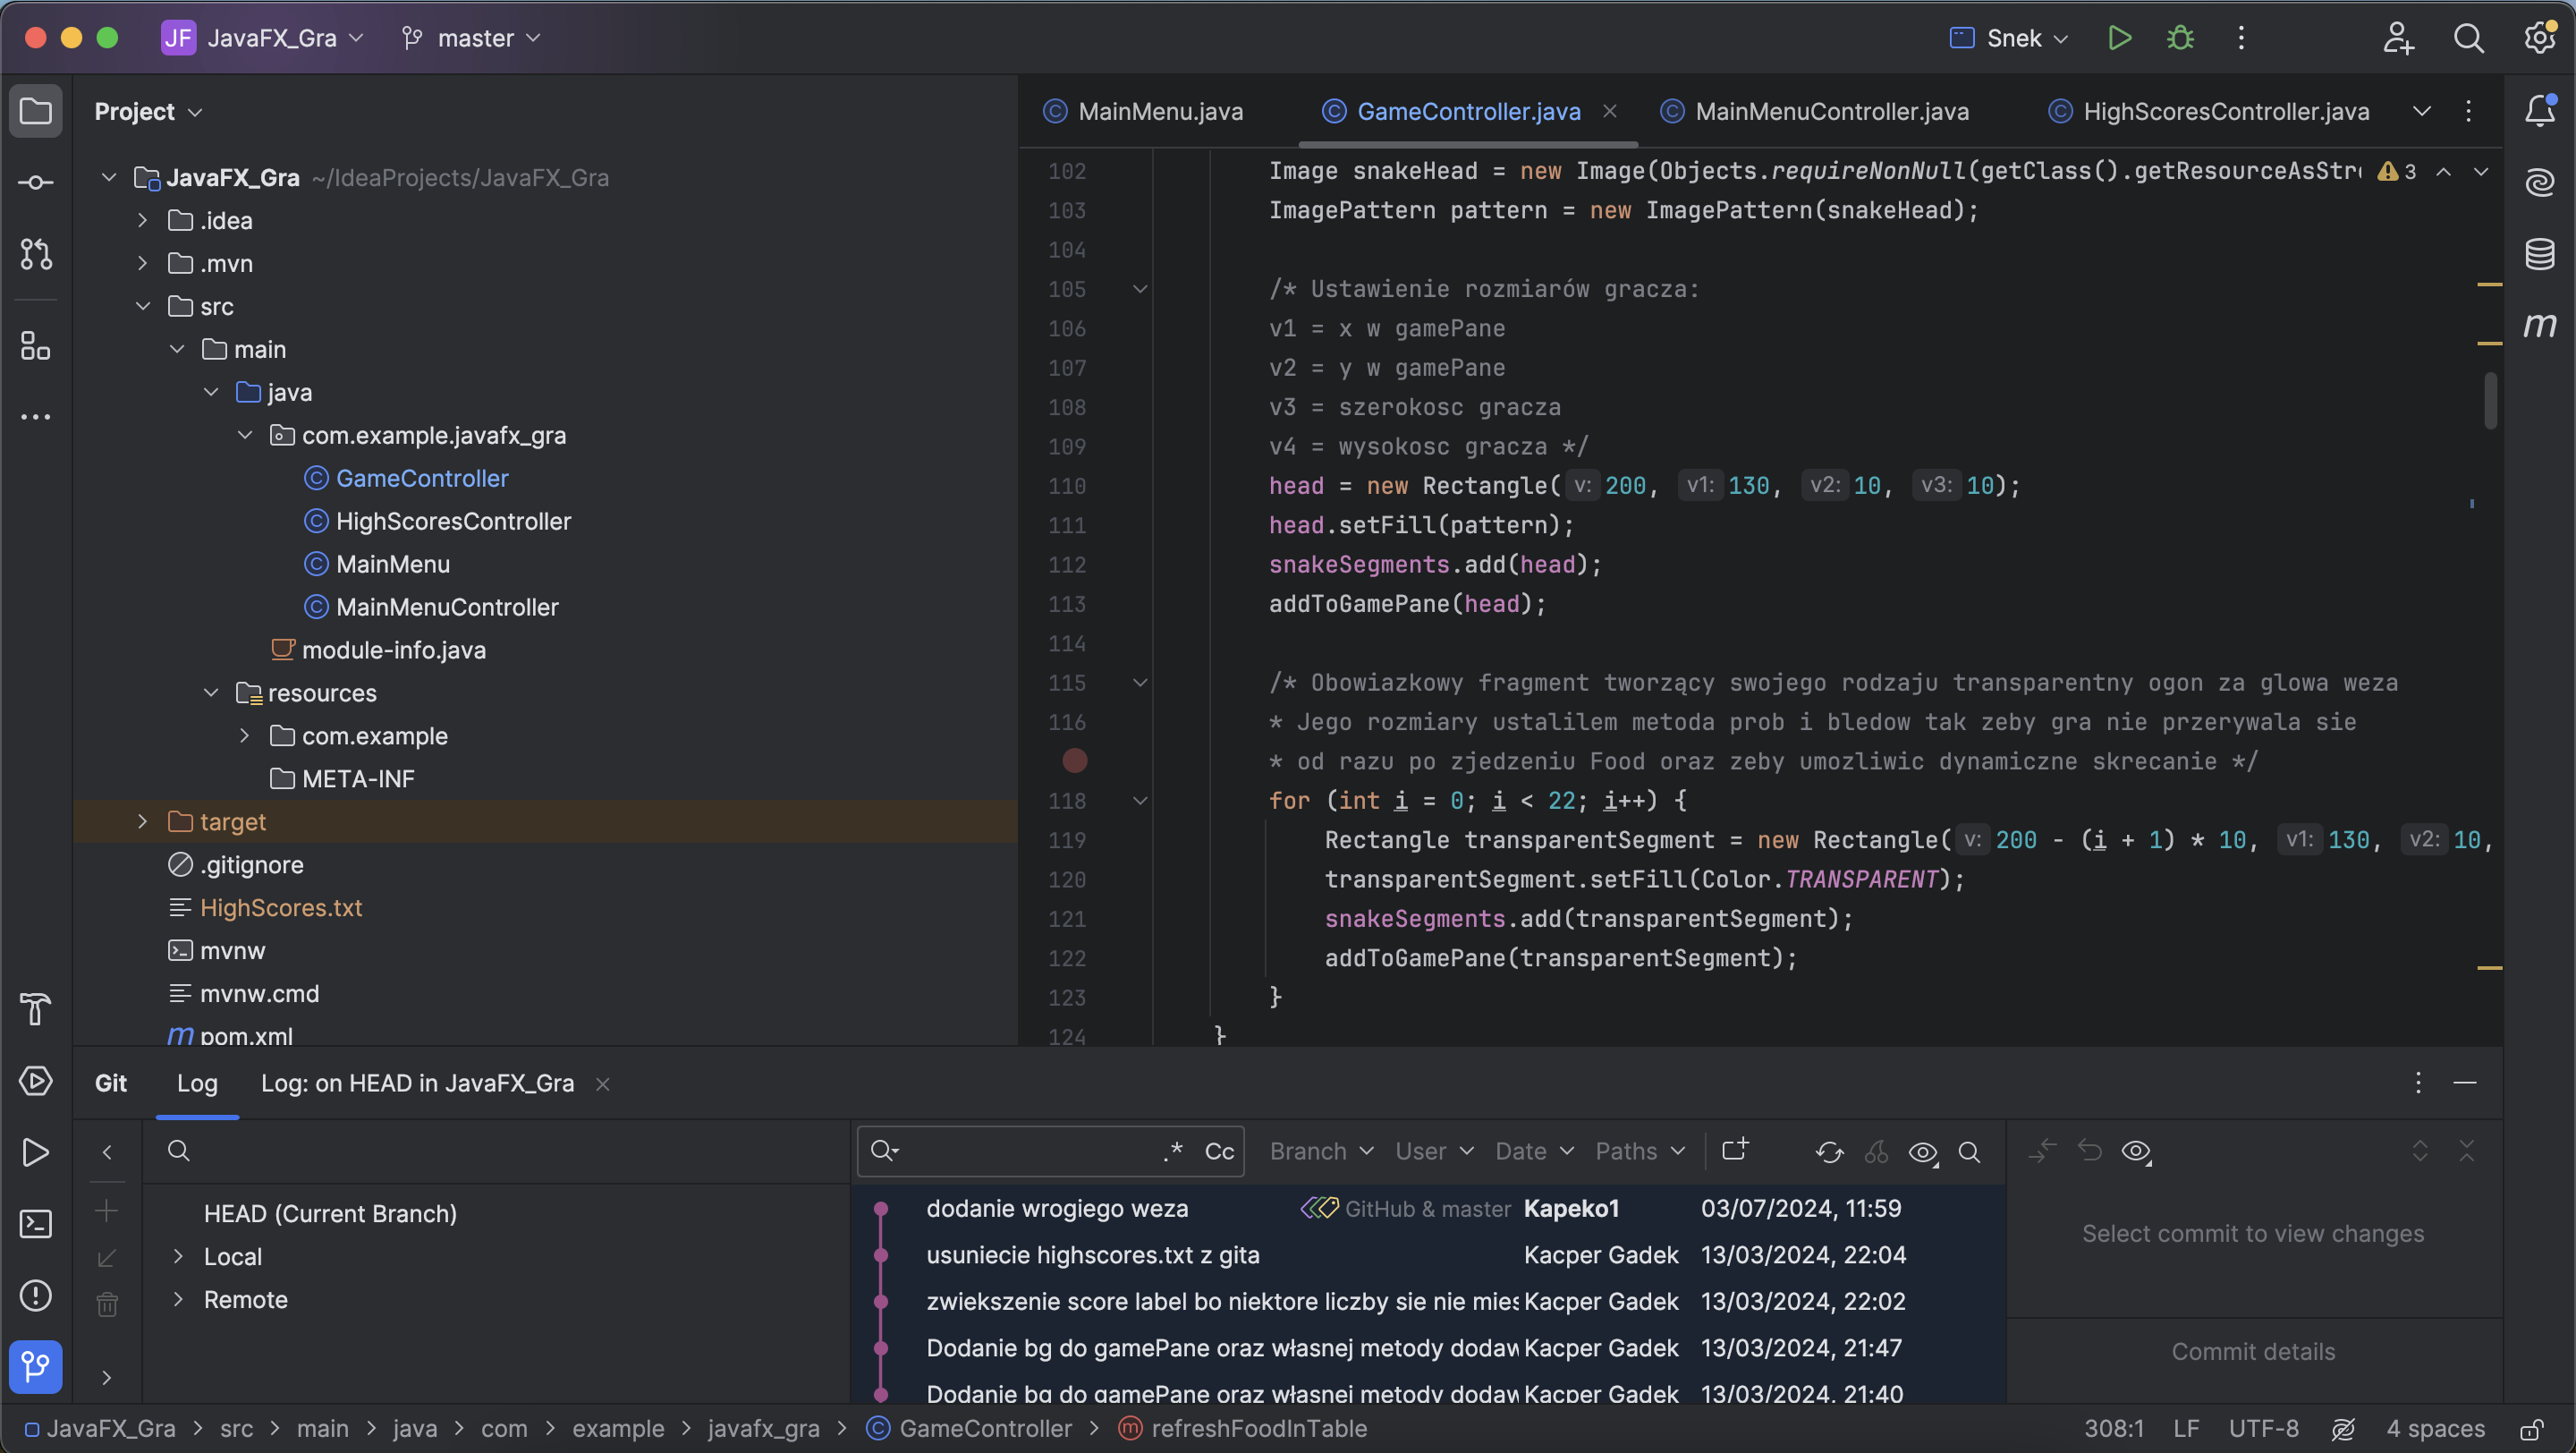 JF JavaFX_Gra master Snek
Project
JavaFX_Gra ~/IdeaProjects/JavaFX_Gra
.idea
.mvn
src
main
java
com.example.javafx_gra
GameController
HighScoresController
MainMenu
MainMenuController
module-info.java
resources
com.example
META-INF
target
.gitignore
HighScores.txt
mvnw
mvnw.cmd
pom.xml
MainMenu.java GameController.java MainMenuController.java HighScoresController.java
102 Image snakeHead = new Image(Objects.requireNonNull(getClass().getResourceAsStr 3
103 ImagePattern pattern = new ImagePattern(snakeHead);
104
105 /* Ustawienie rozmiarów gracza:
106 v1 = x w gamePane
107 v2 = y w gamePane
108 v3 = szerokosc gracza
109 v4 = wysokosc gracza */
110 head = new Rectangle( v: 200, v1: 130, v2: 10, v3: 10);
111 head.setFill(pattern);
112 snakeSegments.add(head);
113 addToGamePane(head);
114
115 /* Obowiazkowy fragment tworzący swojego rodzaju transparentny ogon za glowa weza
116 * Jego rozmiary ustalilem metoda prob i bledow tak zeby gra nie przerywala sie
* od razu po zjedzeniu Food oraz zeby umozliwic dynamiczne skrecanie */
118 for (int i = 0; i < 22; i++) {
119 Rectangle transparentSegment = new Rectangle( v: 200 - (i + 1) * 10, v1: 130, v2: 10,
120 transparentSegment.setFill(Color.TRANSPARENT);
121 snakeSegments.add(transparentSegment);
122 addToGamePane(transparentSegment);
123 }
124 }
Git Log Log: on HEAD in JavaFX_Gra
HEAD (Current Branch)
Local
Remote
.* Cc Branch User Date Paths
dodanie wrogiego weza GitHub & master Kapeko1 03/07/2024, 11:59
usuniecie highscores.txt z gita Kacper Gadek 13/03/2024, 22:04
zwiekszenie score label bo niektore liczby sie nie mies Kacper Gadek 13/03/2024, 22:02
Dodanie bg do gamePane oraz własnej metody dodaw Kacper Gadek 13/03/2024, 21:47
Dodanie bg do gamePane oraz własnej metody dodaw Kacper Gadek 13/03/2024, 21:40
Select commit to view changes
Commit details
JavaFX_Gra src main java com example javafx_gra GameController refreshFoodInTable 308:1 LF UTF-8 4 spaces